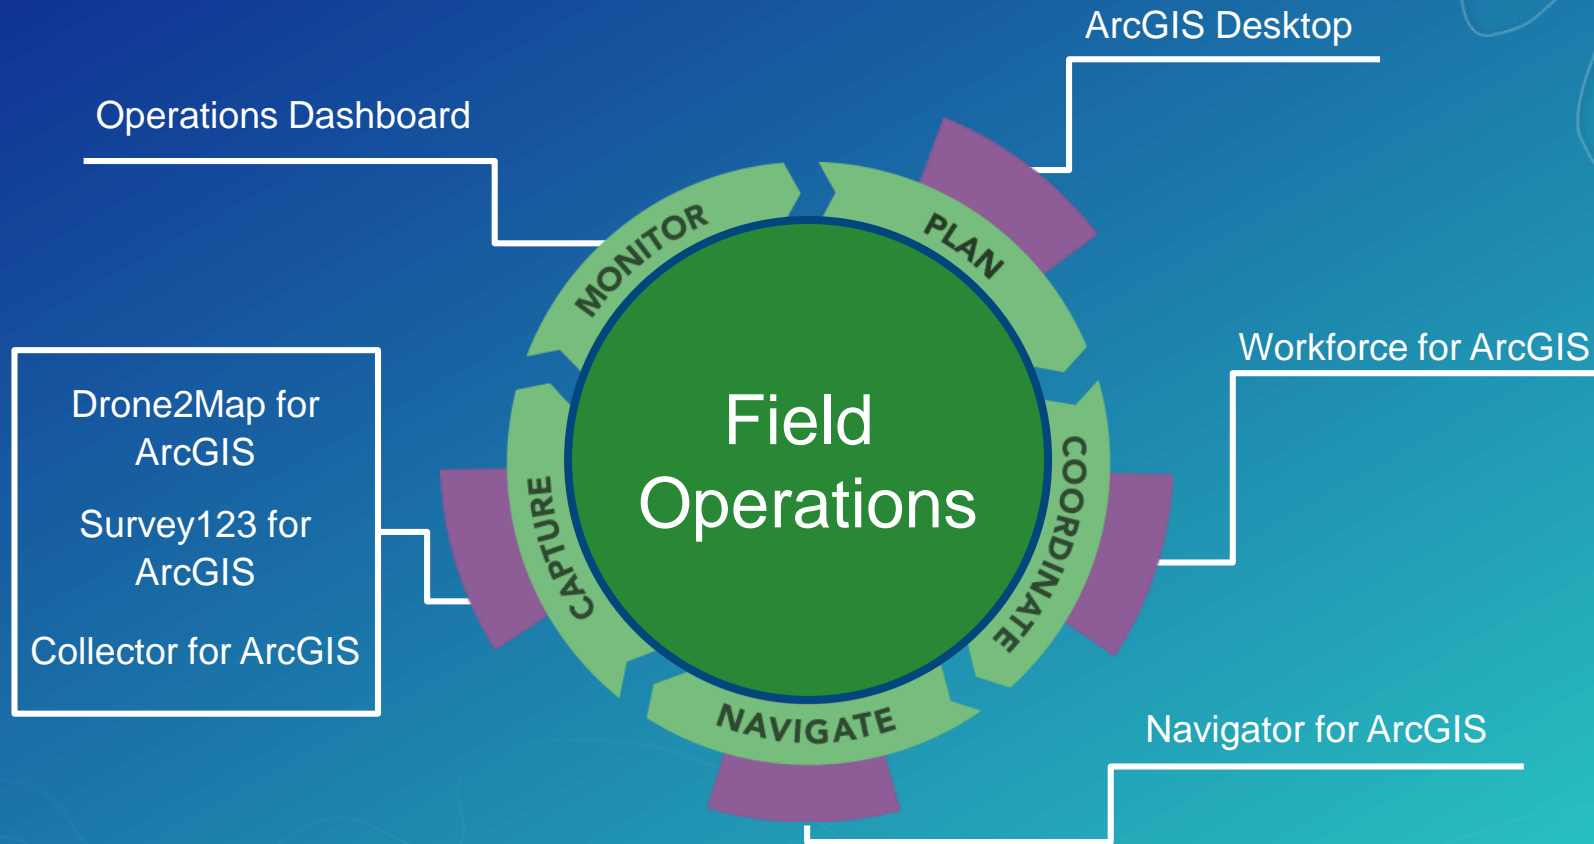 ArcGIS Desktop
Operations Dashboard
MONITOR
PLAN
Workforce for ArcGIS
Drone2Map for
ArcGIS
Survey123 for
ArcGIS
Collector for ArcGIS
Field
Operations
CAPTURE
COORDINATE
NAVIGATE
Navigator for ArcGIS